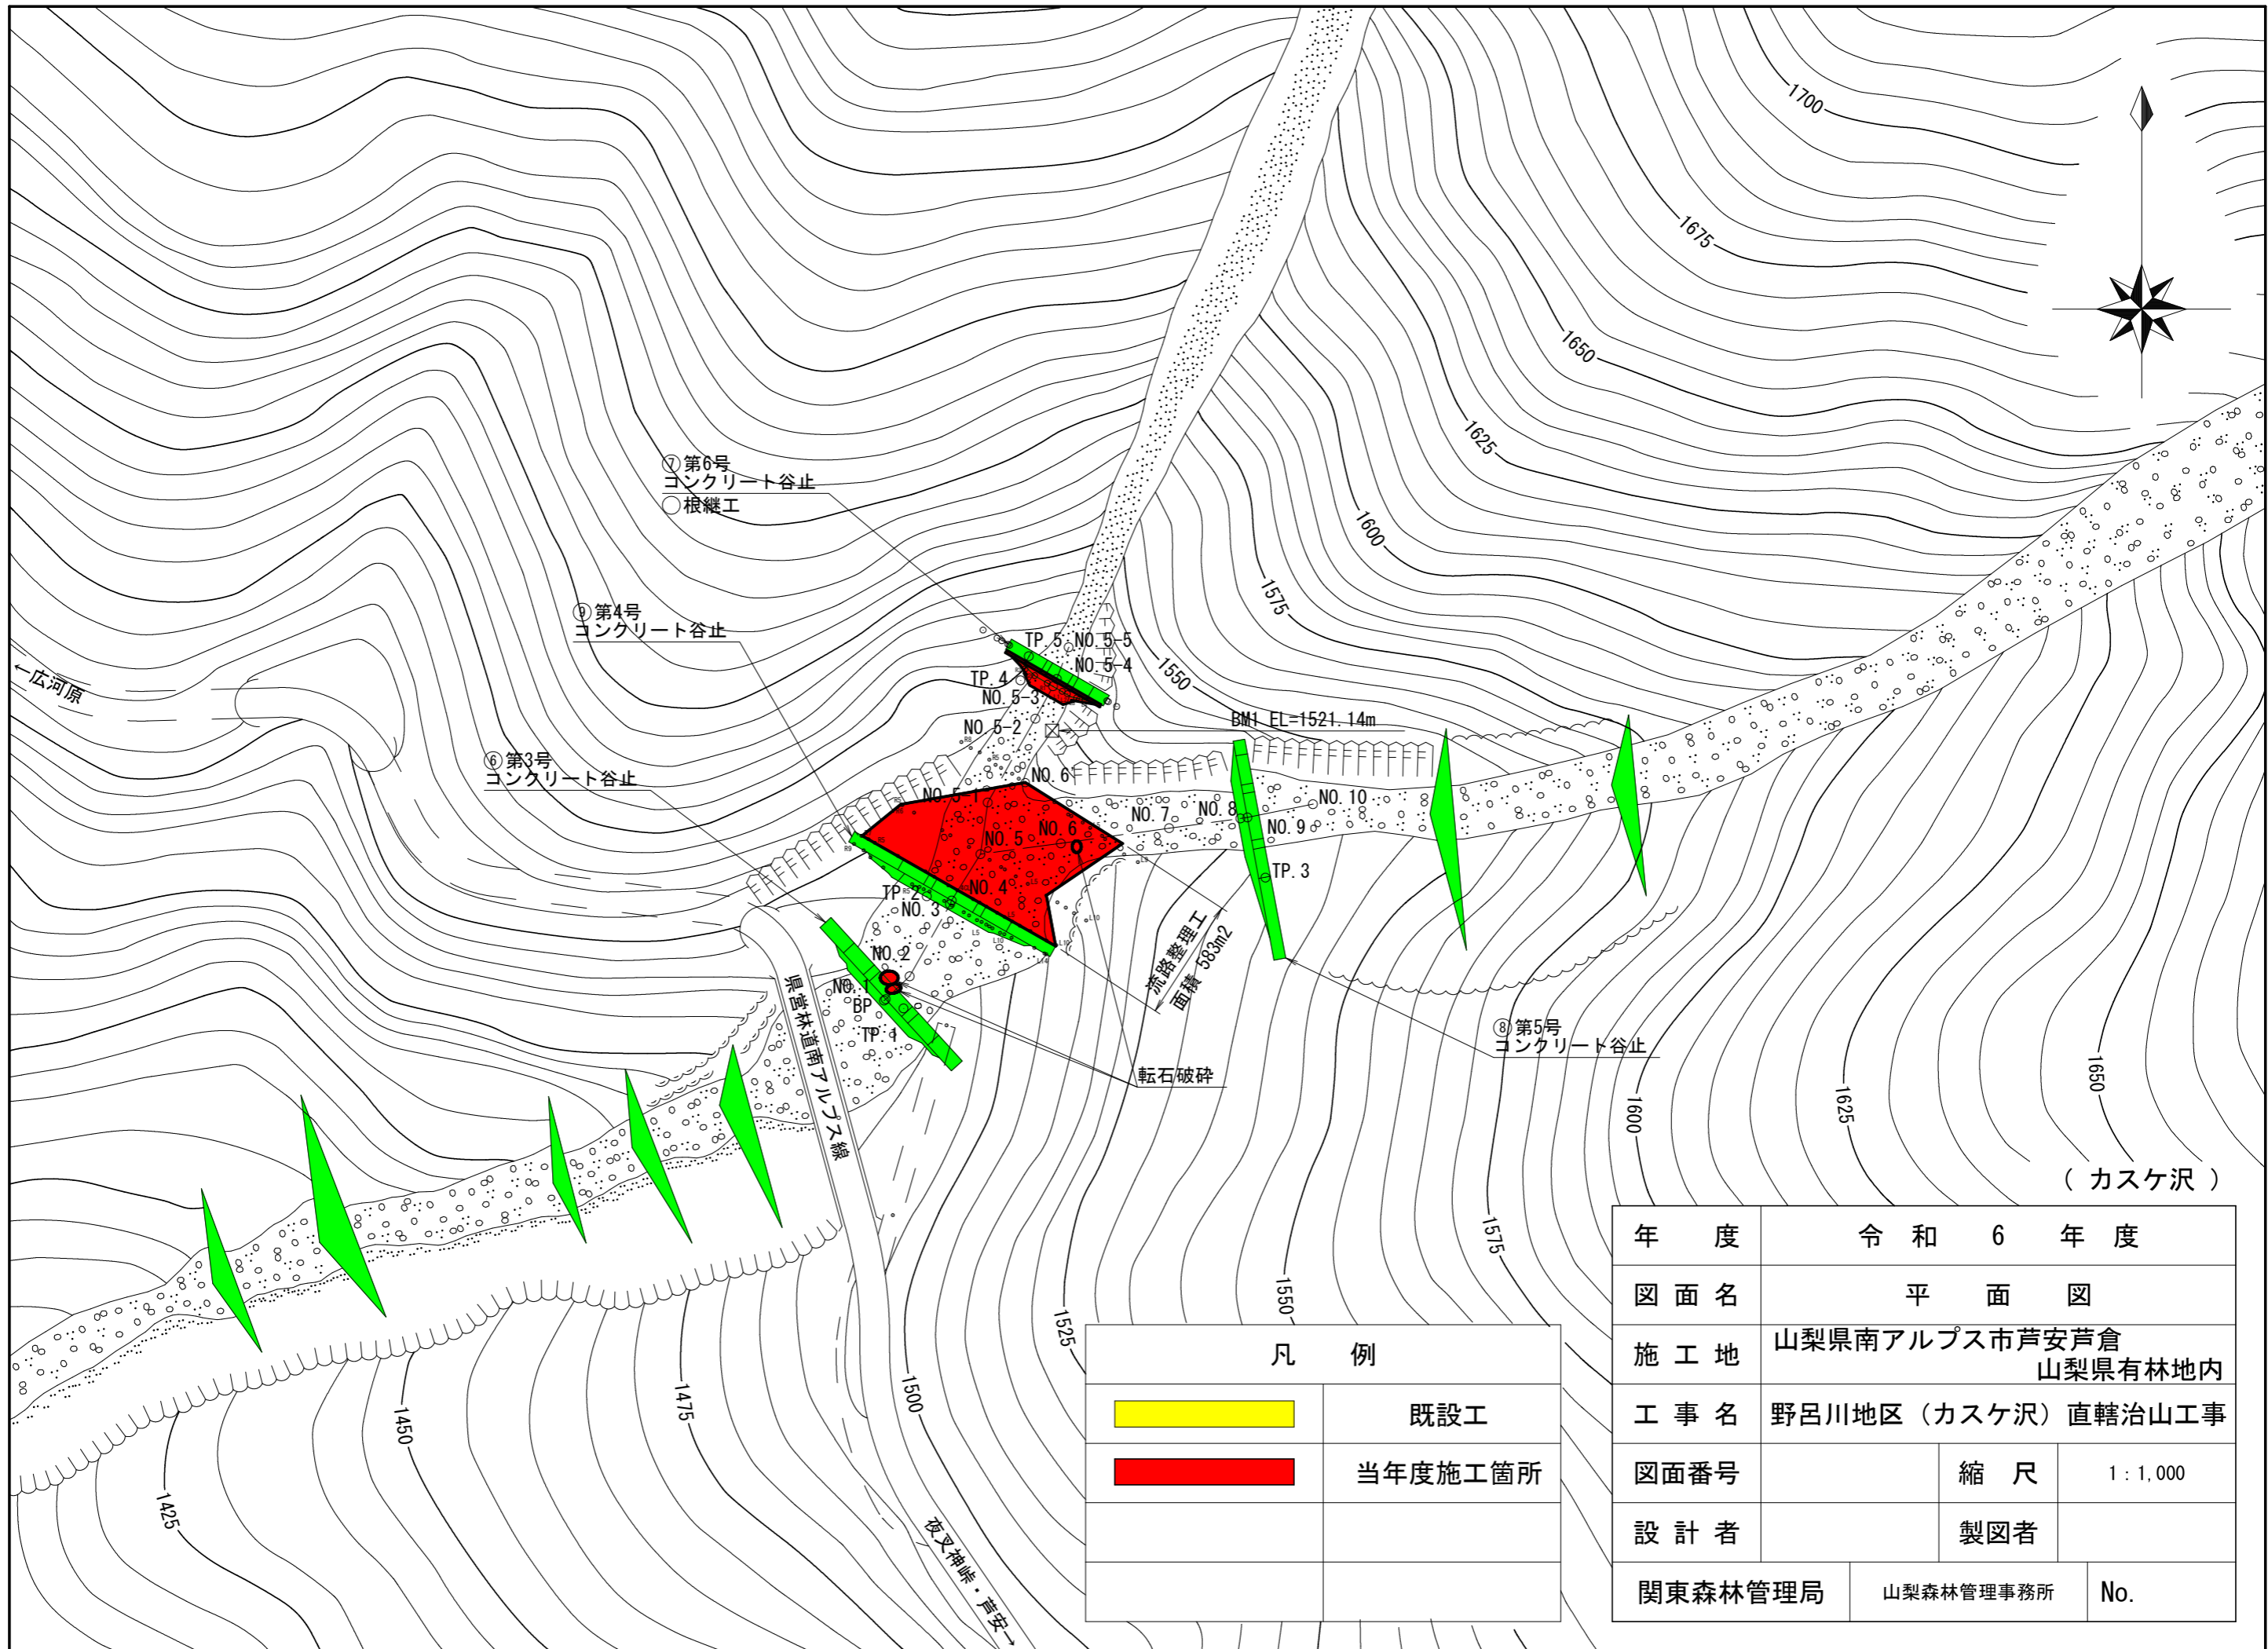 1700
1675
1650
1625
1600
1575
1550
⑦第6号
コンクリート谷止
○根継工
⑨第4号
コンクリート谷止
←広河原
⑥第3号
コンクリート谷止
TP.5
NO.5-5
NO.5-4
TP.4
NO.5-3
NO.5-2
BM1 EL=1521.14m
NO.6
NO.5-1
NO.7
NO.8
NO.10
NO.9
NO.6
NO.5
TP.3
NO.4
TP.2
NO.3
NO.2
NO.1
BP
TP.1
流路整理工
面積 583m2
⑧第5号
コンクリート谷止
転石破砕
県営林道南アルプス線
夜叉神峠・芦安→
1425
1450
1475
1500
1525
1550
1575
1600
1625
1650
(カスケ沢)
凡 例
既設工
当年度施工箇所
年 度 令和 6 年度
図面名 平 面 図
施工地 山梨県南アルプス市芦安芦倉
山梨県有林地内
工事名 野呂川地区(カスケ沢)直轄治山工事
図面番号 縮 尺 1:1,000
設計者 製図者
関東森林管理局 山梨森林管理事務所 No.